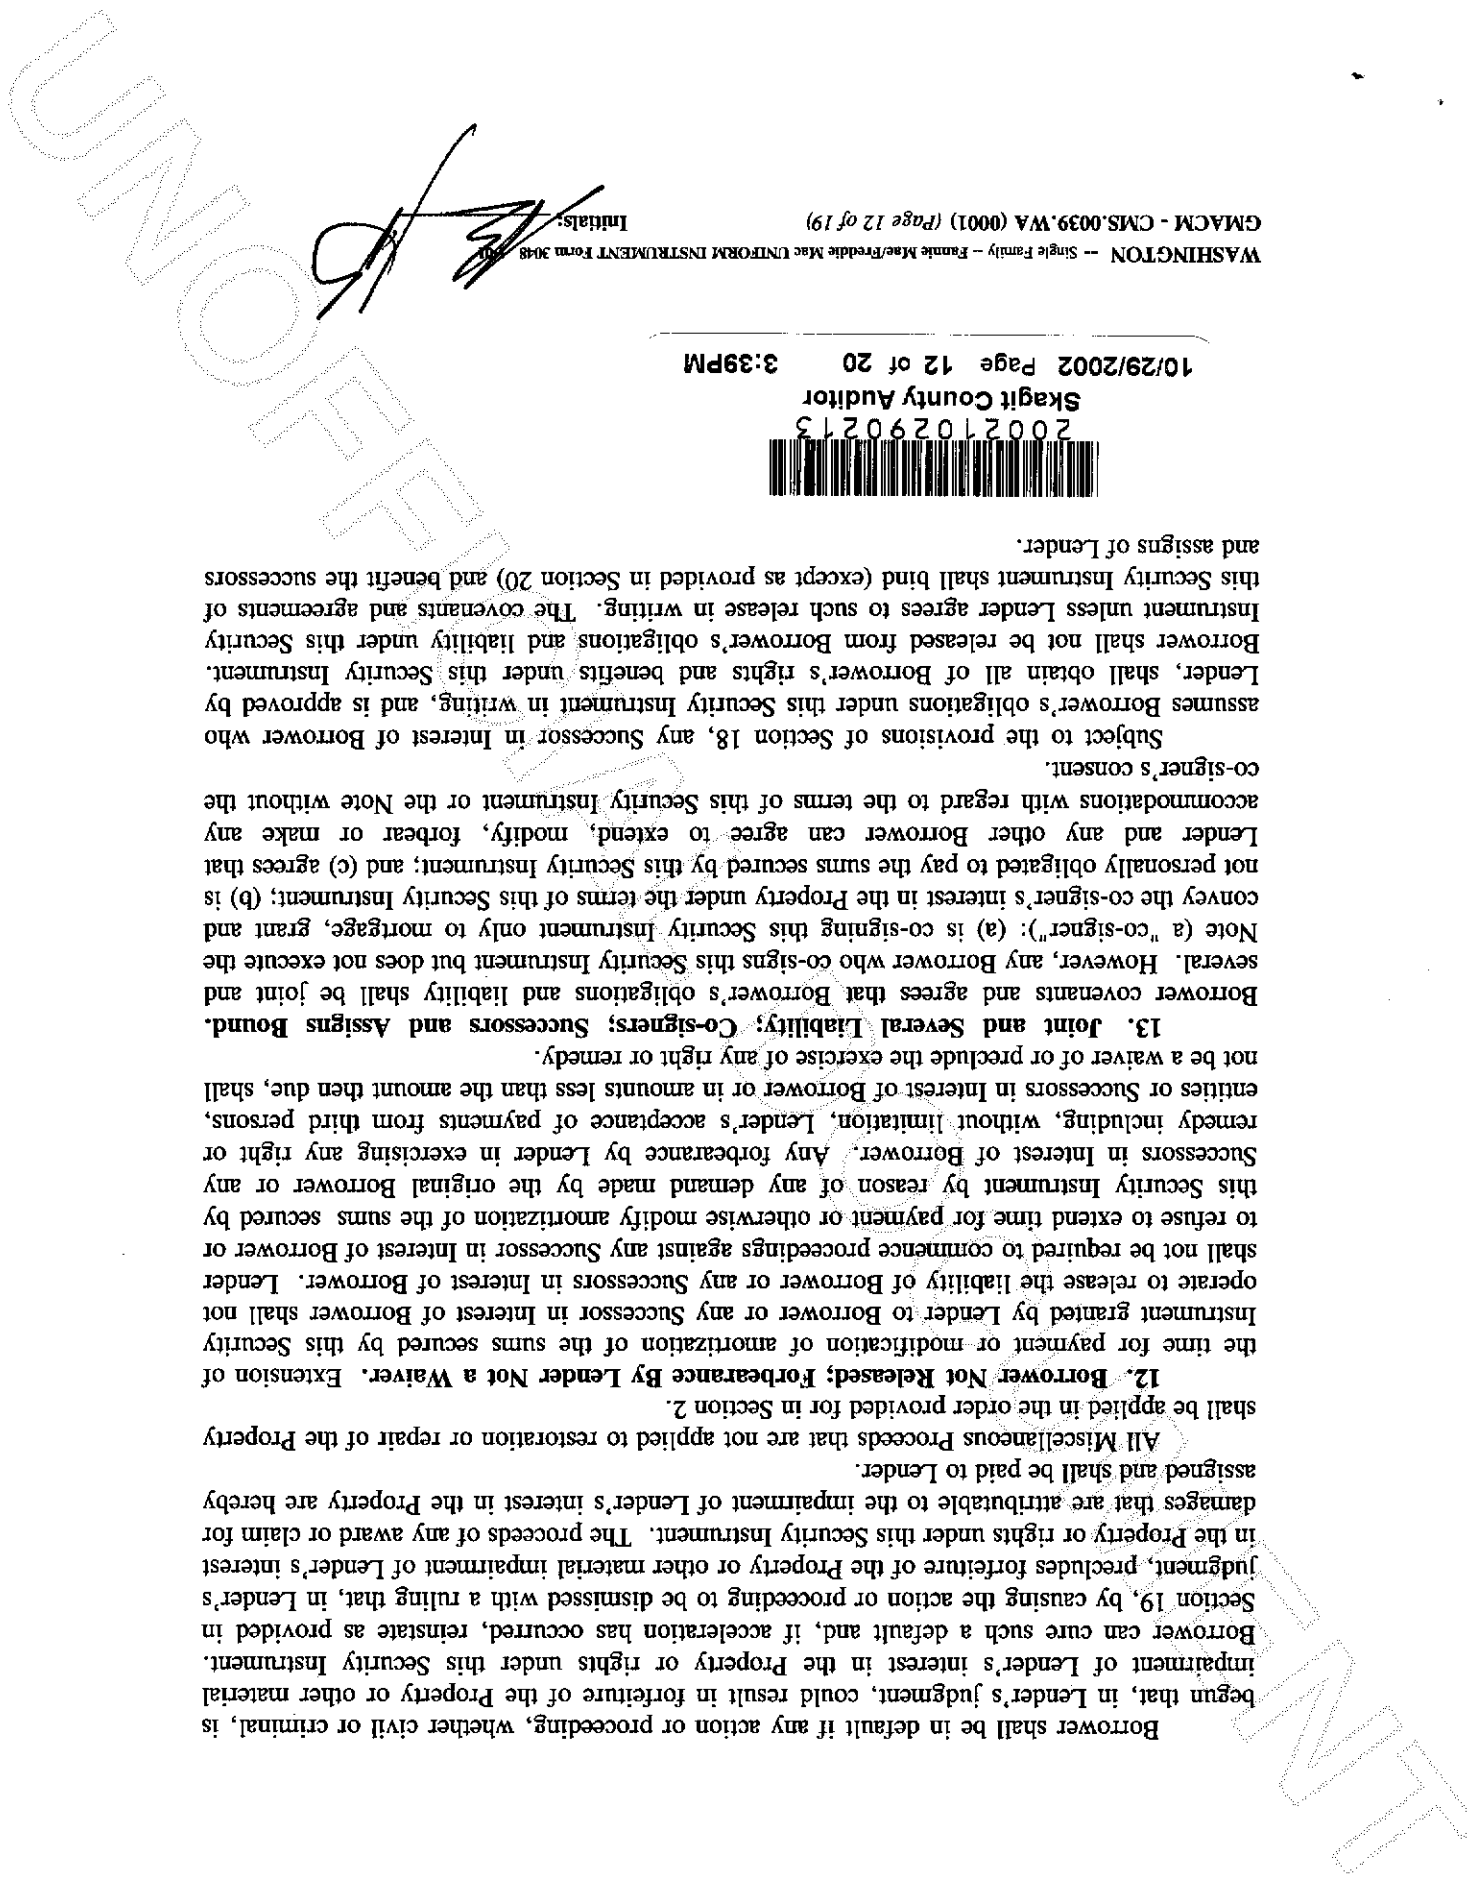 Borrower shall be in default if any action or proceeding, whether civil or criminal, is
begun that, in Lender's judgment, could result in forfeiture of the Property or other material
impairment of Lender's interest in the Property or rights under this Security Instrument.
Borrower can cure such a default and, if acceleration has occurred, reinstate as provided in
Section 19, by causing the action or proceeding to be dismissed with a ruling that, in Lender's
judgment, precludes forfeiture of the Property or other material impairment of Lender's interest
in the Property or rights under this Security Instrument. The proceeds of any award or claim for
damages that are attributable to the impairment of Lender's interest in the Property are hereby
assigned and shall be paid to Lender.
All Miscellaneous Proceeds that are not applied to restoration or repair of the Property
shall be applied in the order provided for in Section 2.
12. Borrower Not Released; Forbearance By Lender Not a Waiver. Extension of
the time for payment or modification of amortization of the sums secured by this Security
Instrument granted by Lender to Borrower or any Successor in Interest of Borrower shall not
operate to release the liability of Borrower or any Successors in Interest of Borrower. Lender
shall not be required to commence proceedings against any Successor in Interest of Borrower or
to refuse to extend time for payment or otherwise modify amortization of the sums secured by
this Security Instrument by reason of any demand made by the original Borrower or any
Successors in Interest of Borrower. Any forbearance by Lender in exercising any right or
remedy including, without limitation, Lender's acceptance of payments from third persons,
entities or Successors in Interest of Borrower or in amounts less than the amount then due, shall
not be a waiver of or preclude the exercise of any right or remedy.
13. Joint and Several Liability; Co-signers; Successors and Assigns Bound.
Borrower covenants and agrees that Borrower's obligations and liability shall be joint and
several. However, any Borrower who co-signs this Security Instrument but does not execute the
Note (a "co-signer"): (a) is co-signing this Security Instrument only to mortgage, grant and
convey the co-signer's interest in the Property under the terms of this Security Instrument; (b) is
not personally obligated to pay the sums secured by this Security Instrument; and (c) agrees that
Lender and any other Borrower can agree to extend, modify, forbear or make any
accommodations with regard to the terms of this Security Instrument or the Note without the
co-signer's consent.
Subject to the provisions of Section 18, any Successor in Interest of Borrower who
assumes Borrower's obligations under this Security Instrument in writing, and is approved by
Lender, shall obtain all of Borrower's rights and benefits under this Security Instrument.
Borrower shall not be released from Borrower's obligations and liability under this Security
Instrument unless Lender agrees to such release in writing. The covenants and agreements of
this Security Instrument shall bind (except as provided in Section 20) and benefit the successors
and assigns of Lender.
200210290213
Skagit County Auditor
10/29/2002 Page 12 of 20 3:39PM
WASHINGTON -- Single Family -- Fannie Mae/Freddie Mac UNIFORM INSTRUMENT Form 3048
GMACM - CMS.0039.WA (0001) (Page 12 of 19) Initials:
UNOFFICIAL DOCUMENT